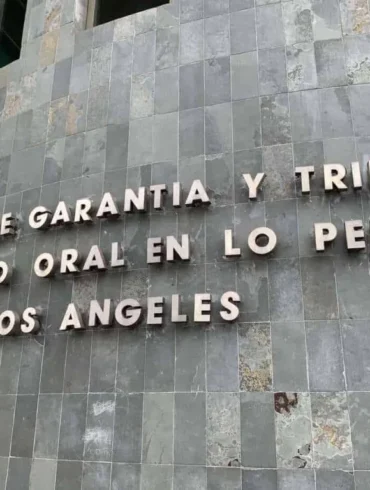 E GARANTIA Y TRI
O ORAL EN LO PE
OS ANGELES